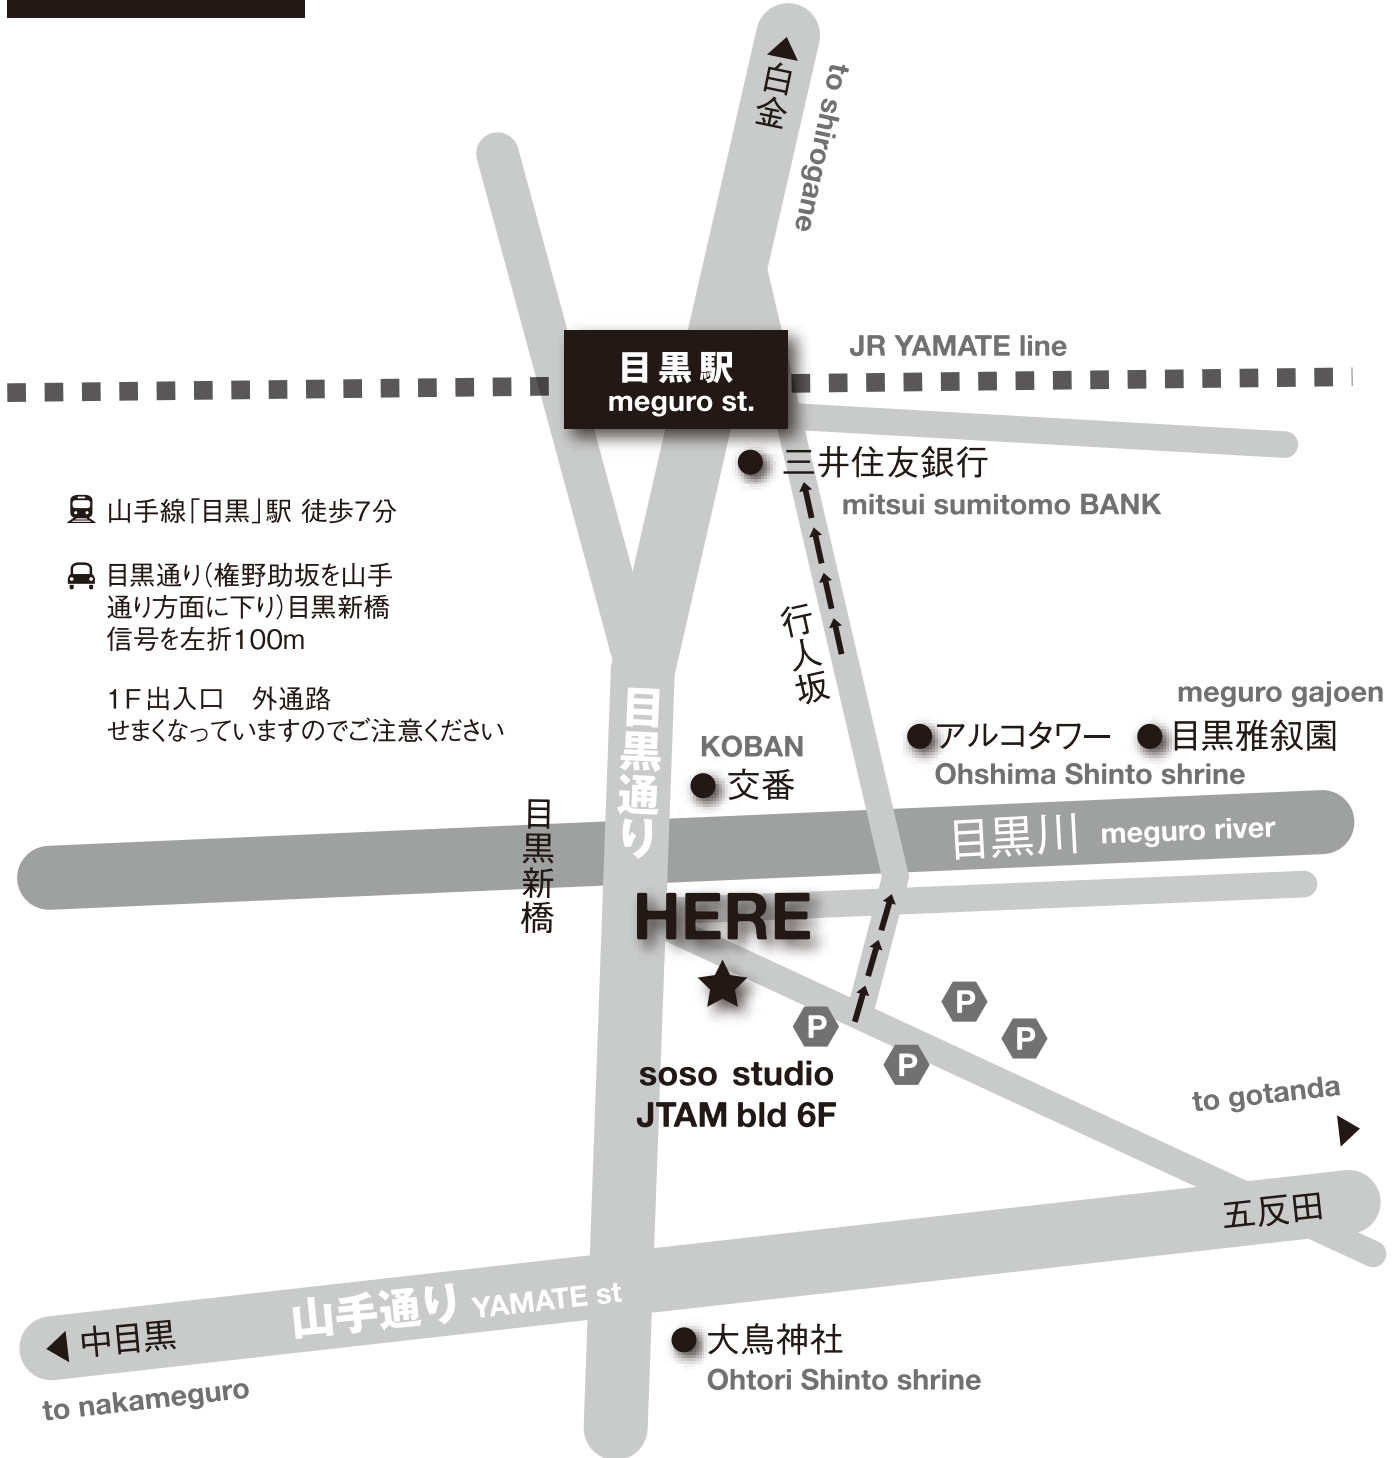 白金
to shirogane
JR YAMATE line
目黒駅
meguro st.
三井住友銀行
mitsui sumitomo BANK
山手線「目黒」駅 徒歩7分
目黒通り（権野助坂を山手
通り方面に下り）目黒新橋
信号を左折100m
1F出入口　外通路
せまくなっていますのでご注意ください
行人坂
目黒通り
KOBAN
交番
meguro gajoen
アルコタワー
目黒雅叙園
Ohshima Shinto shrine
目黒新橋
目黒川 meguro river
HERE
P
P
P
P
soso studio
JTAM bld 6F
to gotanda
五反田
山手通り YAMATE st
中目黒
to nakameguro
大鳥神社
Ohtori Shinto shrine